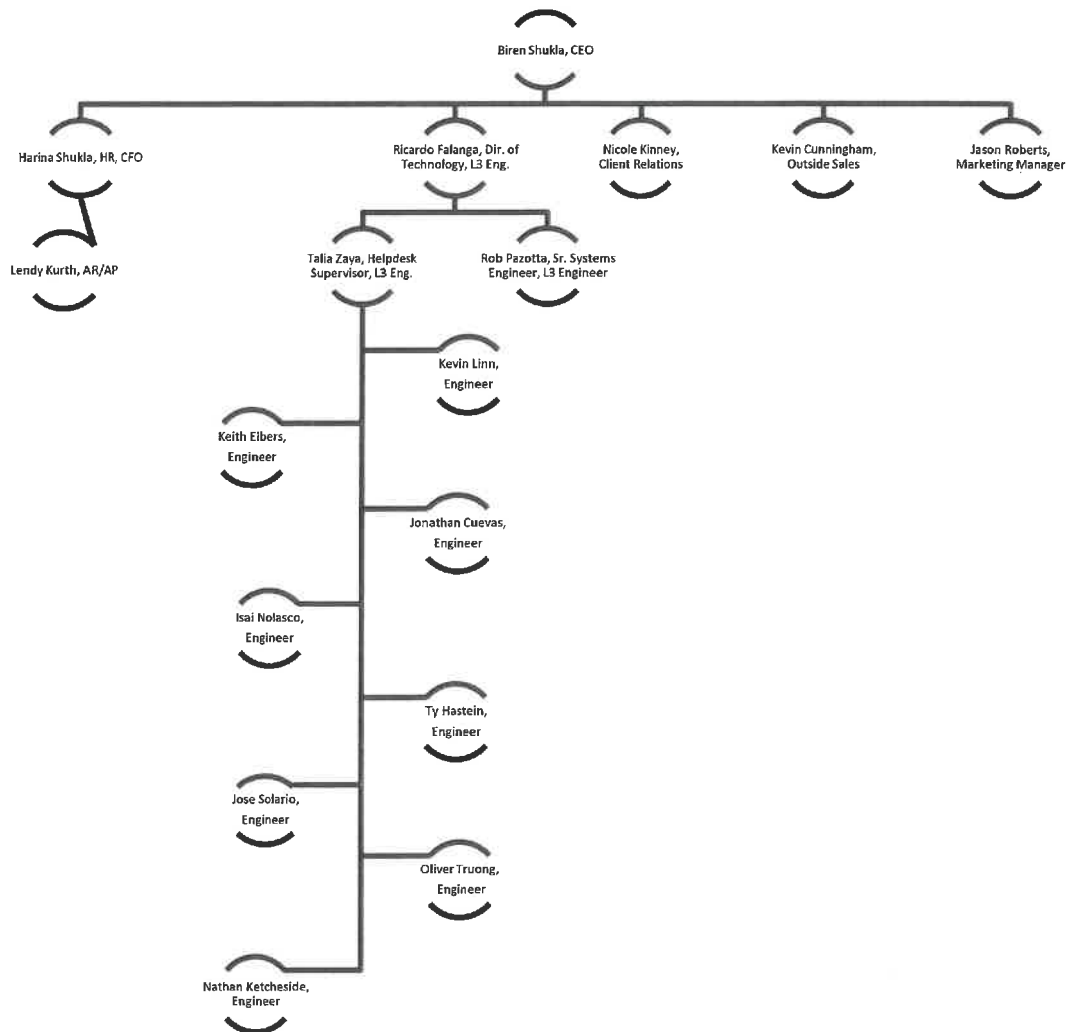 Biren Shukla, CEO
Harina Shukla, HR, CFO
Ricardo Falanga, Dir. of
Technology, L3 Eng.
Nicole Kinney,
Client Relations
Kevin Cunningham,
Outside Sales
Jason Roberts,
Marketing Manager
Lendy Kurth, AR/AP
Talia Zaya, Helpdesk
Supervisor, L3 Eng.
Rob Pazotta, Sr. Systems
Engineer, L3 Engineer
Kevin Linn,
Engineer
Keith Eibers,
Engineer
Jonathan Cuevas,
Engineer
Isai Nolasco,
Engineer
Ty Hastein,
Engineer
Jose Solario,
Engineer
Oliver Truong,
Engineer
Nathan Ketcheside,
Engineer